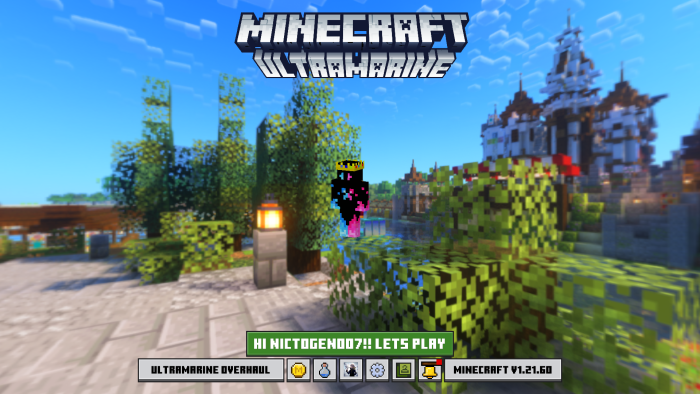 MINECRAFT
ULTRAMARINE
HI NICTOGEN007!! LETS PLAY
ULTRAMARINE OVERHAUL
MINECRAFT V1.21.60